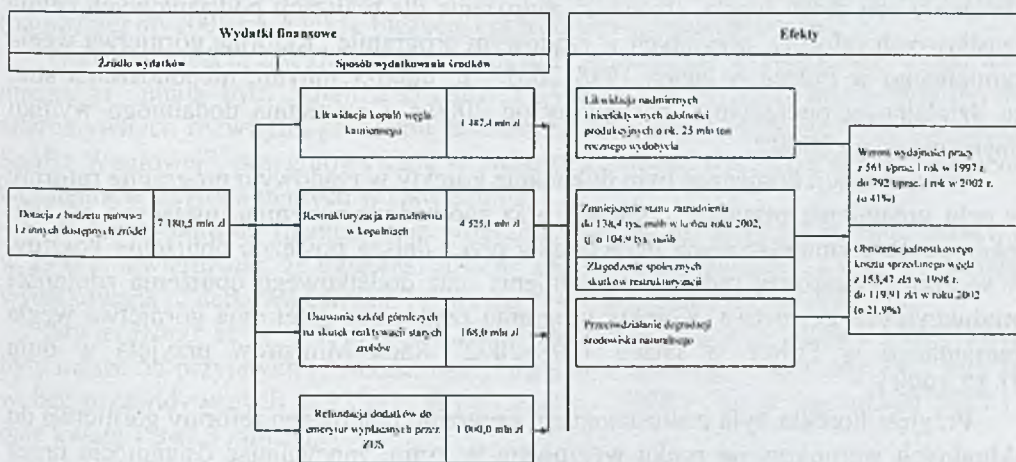 Wydatki finansowe
Efekty
Źródło wydatków
Sposób wydatkowania środków
Dotacja z budżetu państwa
i z innych dostępnych źródeł
7 180,5 mln zł
Likwidacja kopalń węgla
kamiennego
1 487,4 mln zł
Restrukturyzacja zatrudnienia
w kopalniach
4 525,1 mln zł
Usuwanie szkód górniczych
na skutek reaktywacji starych
zrobów
168,0 mln zł
Refundacja dodatków do
emerytur wypłacanych przez
ZUS
1 000,0 mln zł
Likwidacja nadmiernych
i nieefektywnych zdolności
produkcyjnych o ok. 25 mln ton
rocznego wydobycia
Zmniejszenie stanu zatrudnienia
do 138,4 tys. osób w końcu roku 2002,
tj. o 104,9 tys. osób
Złagodzenie społecznych
skutków restrukturyzacji
Przeciwdziałanie degradacji
środowiska naturalnego
Wzrost wydajności pracy
z 561 t/prac. i rok w 1997 r.
do 792 t/prac. i rok w 2002 r.
(o 41%)
Obniżenie jednostkowego
kosztu sprzedanego węgla
z 153,47 zł/t w 1998 r.
do 119,91 zł/t w roku 2002
(o 21,9%)